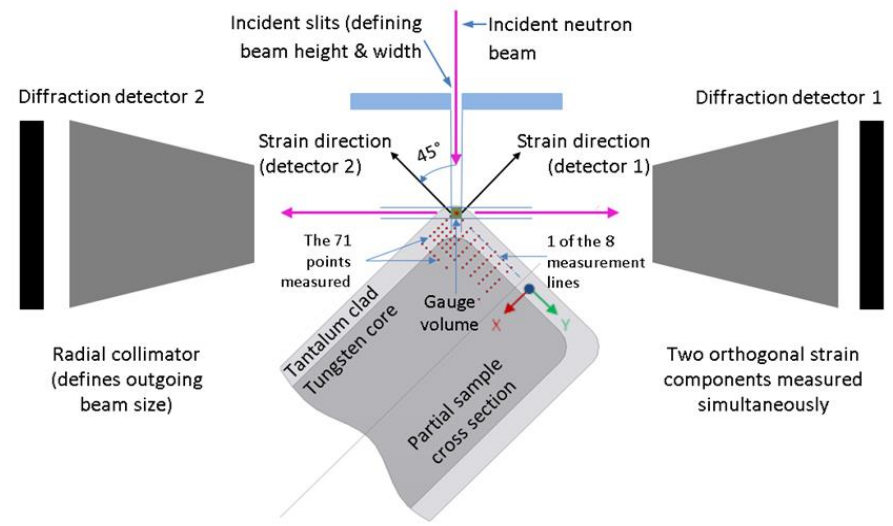 Incident slits (defining
beam height & width
Incident neutron
beam
Diffraction detector 2
Diffraction detector 1
Strain direction
(detector 2)
45°
Strain direction
(detector 1)
The 71
points
measured
1 of the 8
measurement
lines
Gauge
volume
X
Y
Tantalum clad
Tungsten core
Partial sample
cross section
Radial collimator
(defines outgoing
beam size)
Two orthogonal strain
components measured
simultaneously